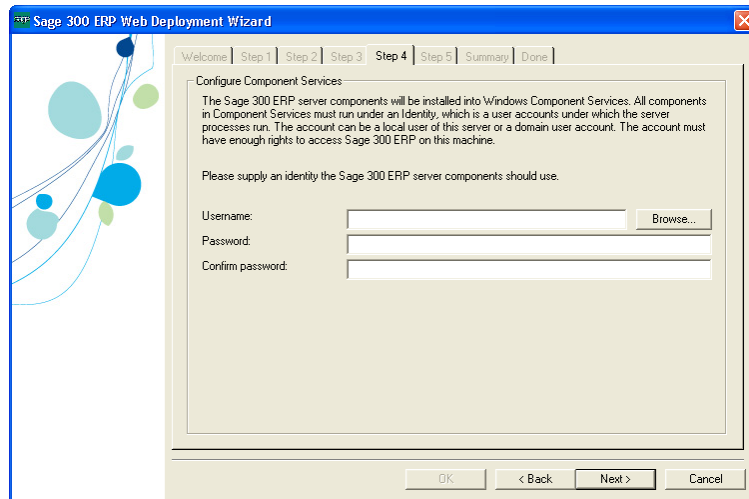 Sage 300 ERP Web Deployment Wizard
Welcome Step 1 Step 2 Step 3 Step 4 Step 5 Summary Done
Configure Component Services
The Sage 300 ERP server components will be installed into Windows Component Services. All components
in Component Services must run under an Identity, which is a user accounts under which the server
processes run. The account can be a local user of this server or a domain user account. The account must
have enough rights to access Sage 300 ERP on this machine.
Please supply an identity the Sage 300 ERP server components should use.
Username:
Browse...
Password:
Confirm password:
OK < Back Next > Cancel